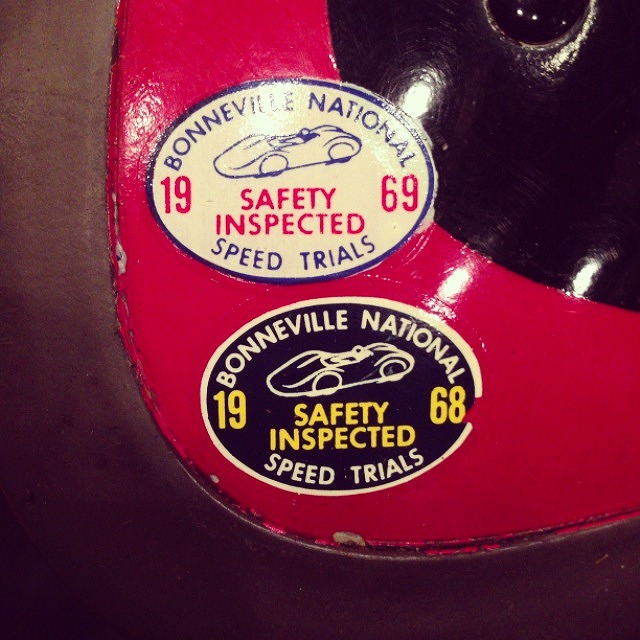 BONNEVILLE NATIONAL
19 69
SAFETY
INSPECTED
SPEED TRIALS
BONNEVILLE NATIONAL
19 68
SAFETY
INSPECTED
SPEED TRIALS